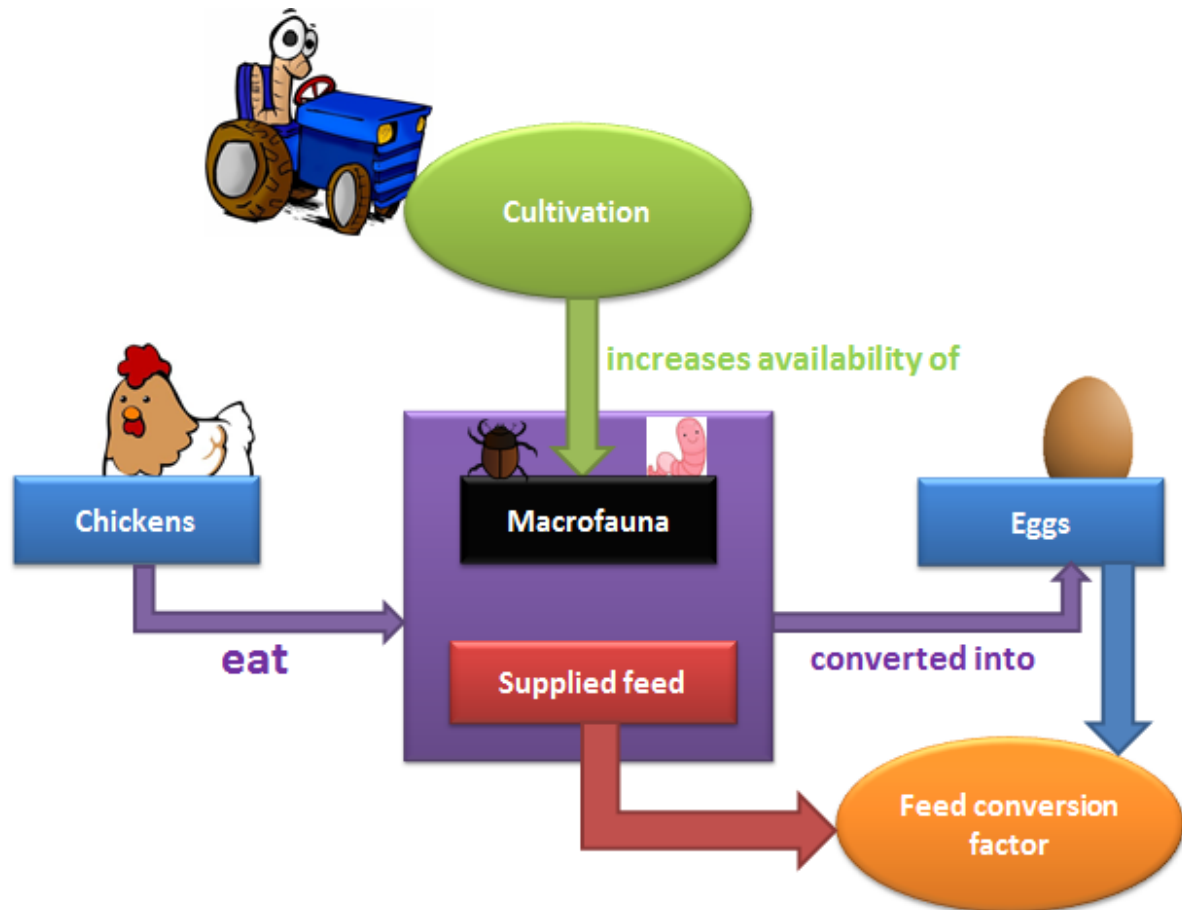 Cultivation
increases availability of
Chickens
Macrofauna
Eggs
eat
Supplied feed
converted into
Feed conversion
factor